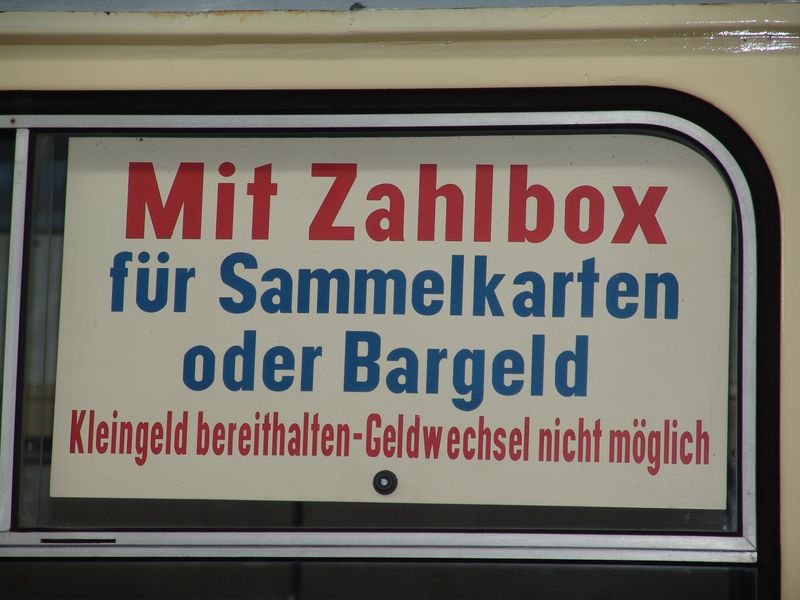 Mit Zahlbox
für Sammelkarten
oder Bargeld
Kleingeld bereithalten-Geldwechsel nicht möglich